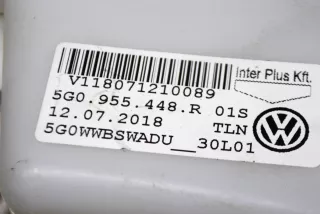 V118071210089
Inter Plus Kft.
5G0.955.448.R 01S
12.07.2018 TLN
5G0WWBSWADU__30L01